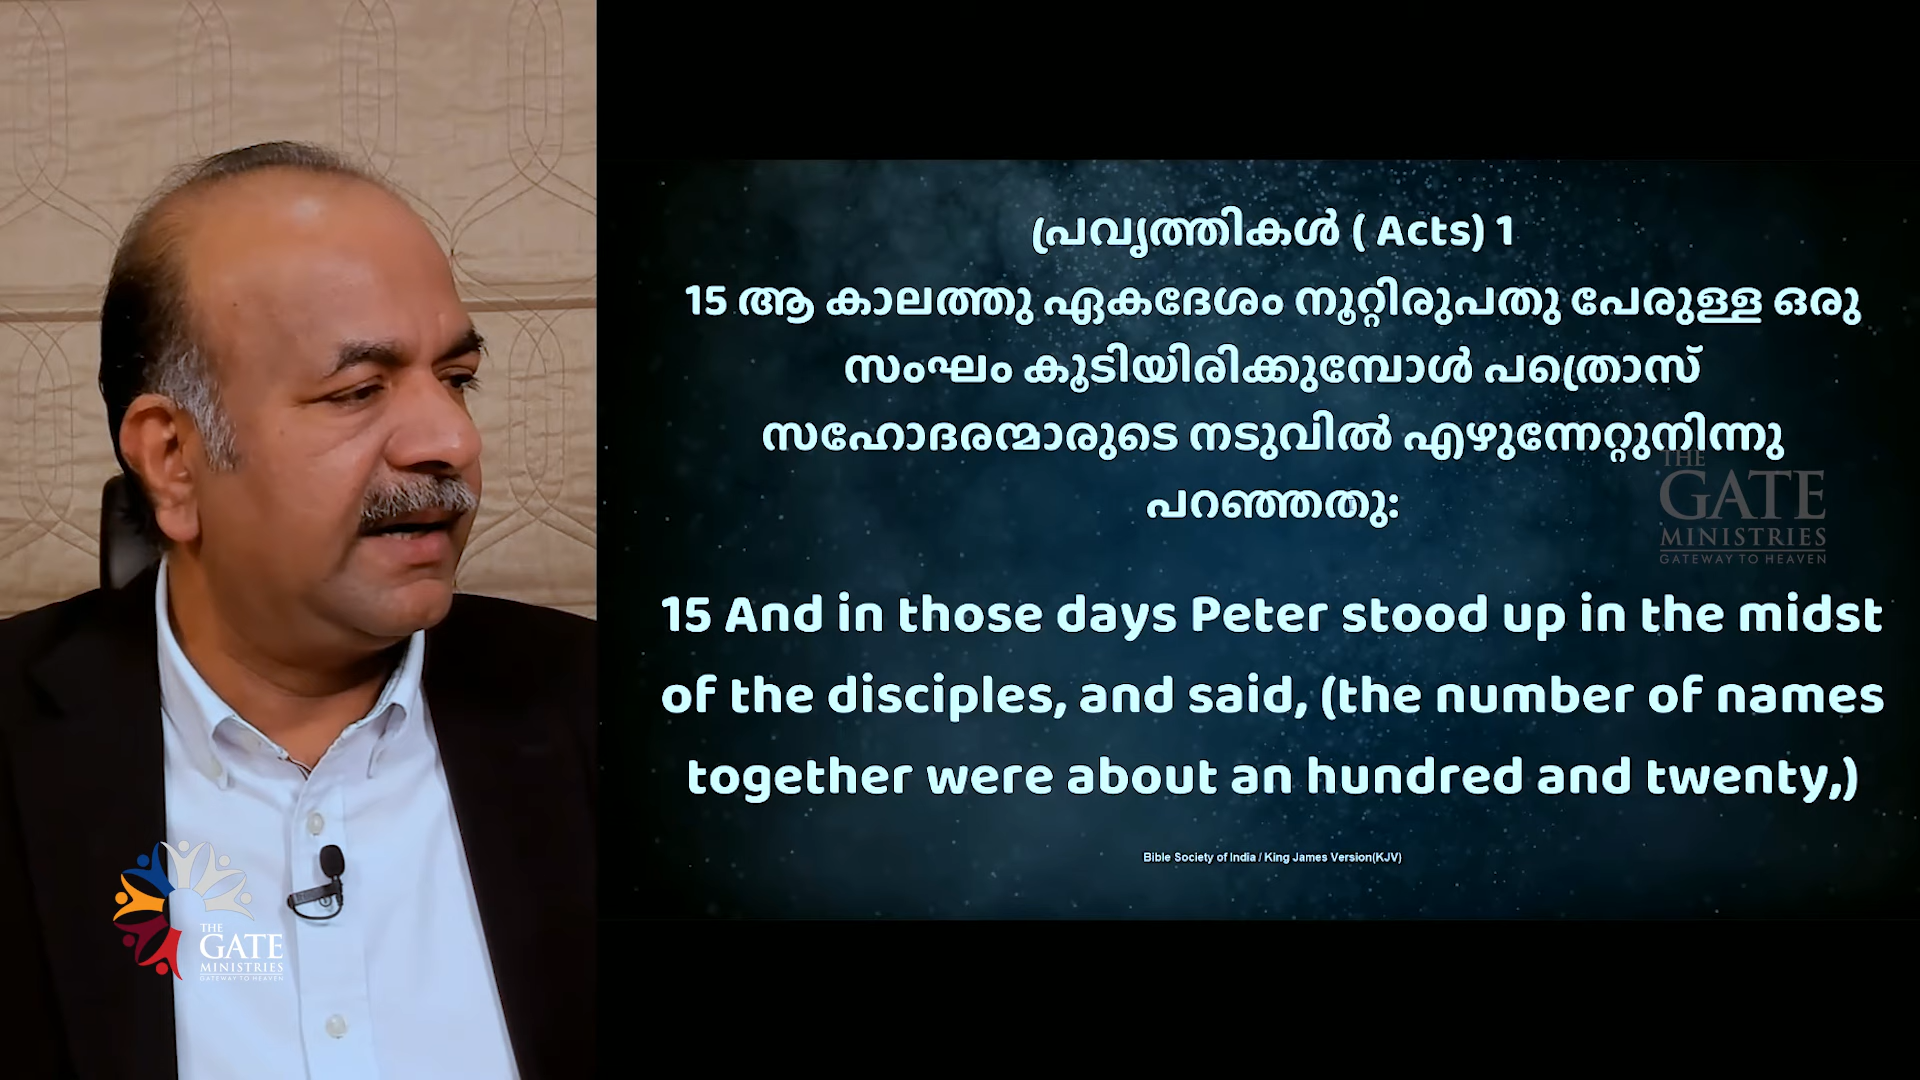 പ്രവൃത്തികൾ ( Acts) 1
15 ആ കാലത്തു ഏകദേശം നൂറ്റിരുപതു പേരുള്ള ഒരു
സംഘം കൂടിയിരിക്കുമ്പോൾ പത്രൊസ്
സഹോദരന്മാരുടെ നടുവിൽ എഴുന്നേറ്റുനിന്നു
പറഞ്ഞതു:
THE
GATE
MINISTRIES
GATEWAY TO HEAVEN
15 And in those days Peter stood up in the midst
of the disciples, and said, (the number of names
together were about an hundred and twenty,)
Bible Society of India / King James Version(KJV)
THE
GATE
MINISTRIES
GATEWAY TO HEAVEN